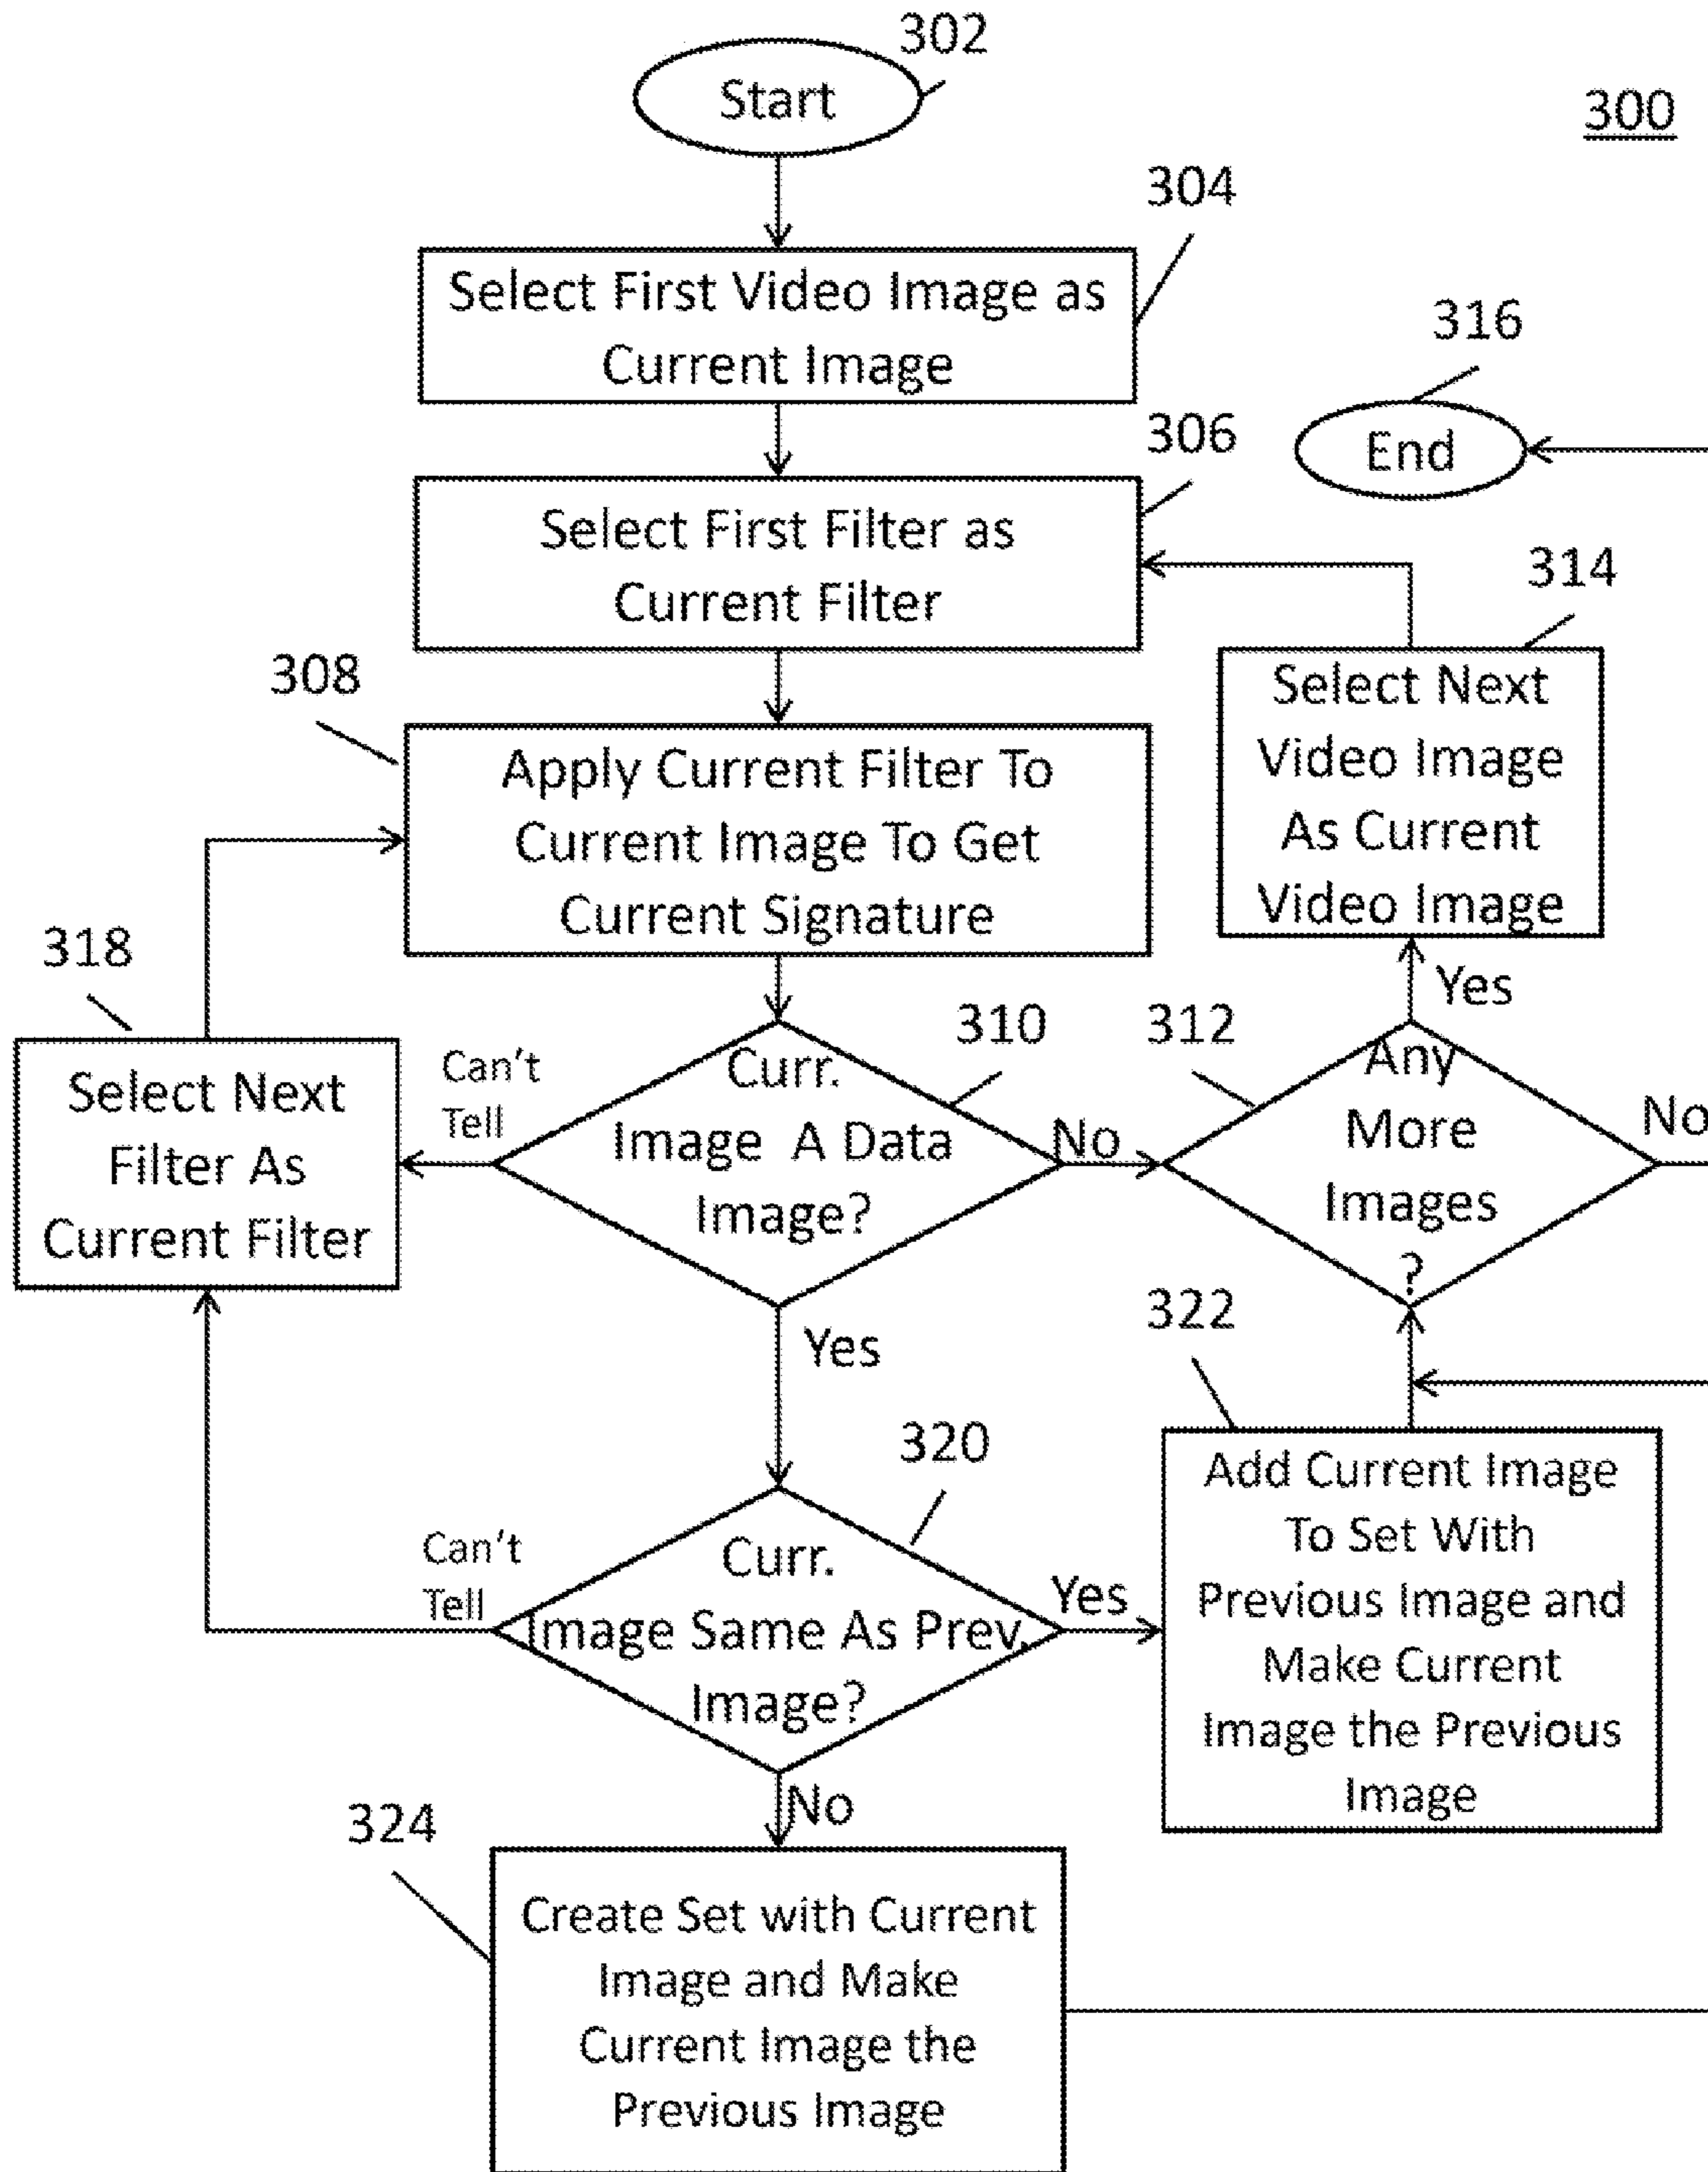 302
Start
300
304
Select First Video Image as
Current Image
316
End
306
Select First Filter as
Current Filter
314
Select Next
Video Image
As Current
Video Image
308
Apply Current Filter To
Current Image To Get
Current Signature
318
Select Next
Filter As
Current Filter
Can't
Tell
310
Curr.
Image A Data
Image?
No
312
Any
More
Images
?
Yes
No
Yes
322
320
Can't
Tell
Curr.
Image Same As Prev.
Image?
Yes
Add Current Image
To Set With
Previous Image and
Make Current
Image the Previous
Image
No
324
Create Set with Current
Image and Make
Current Image the
Previous Image